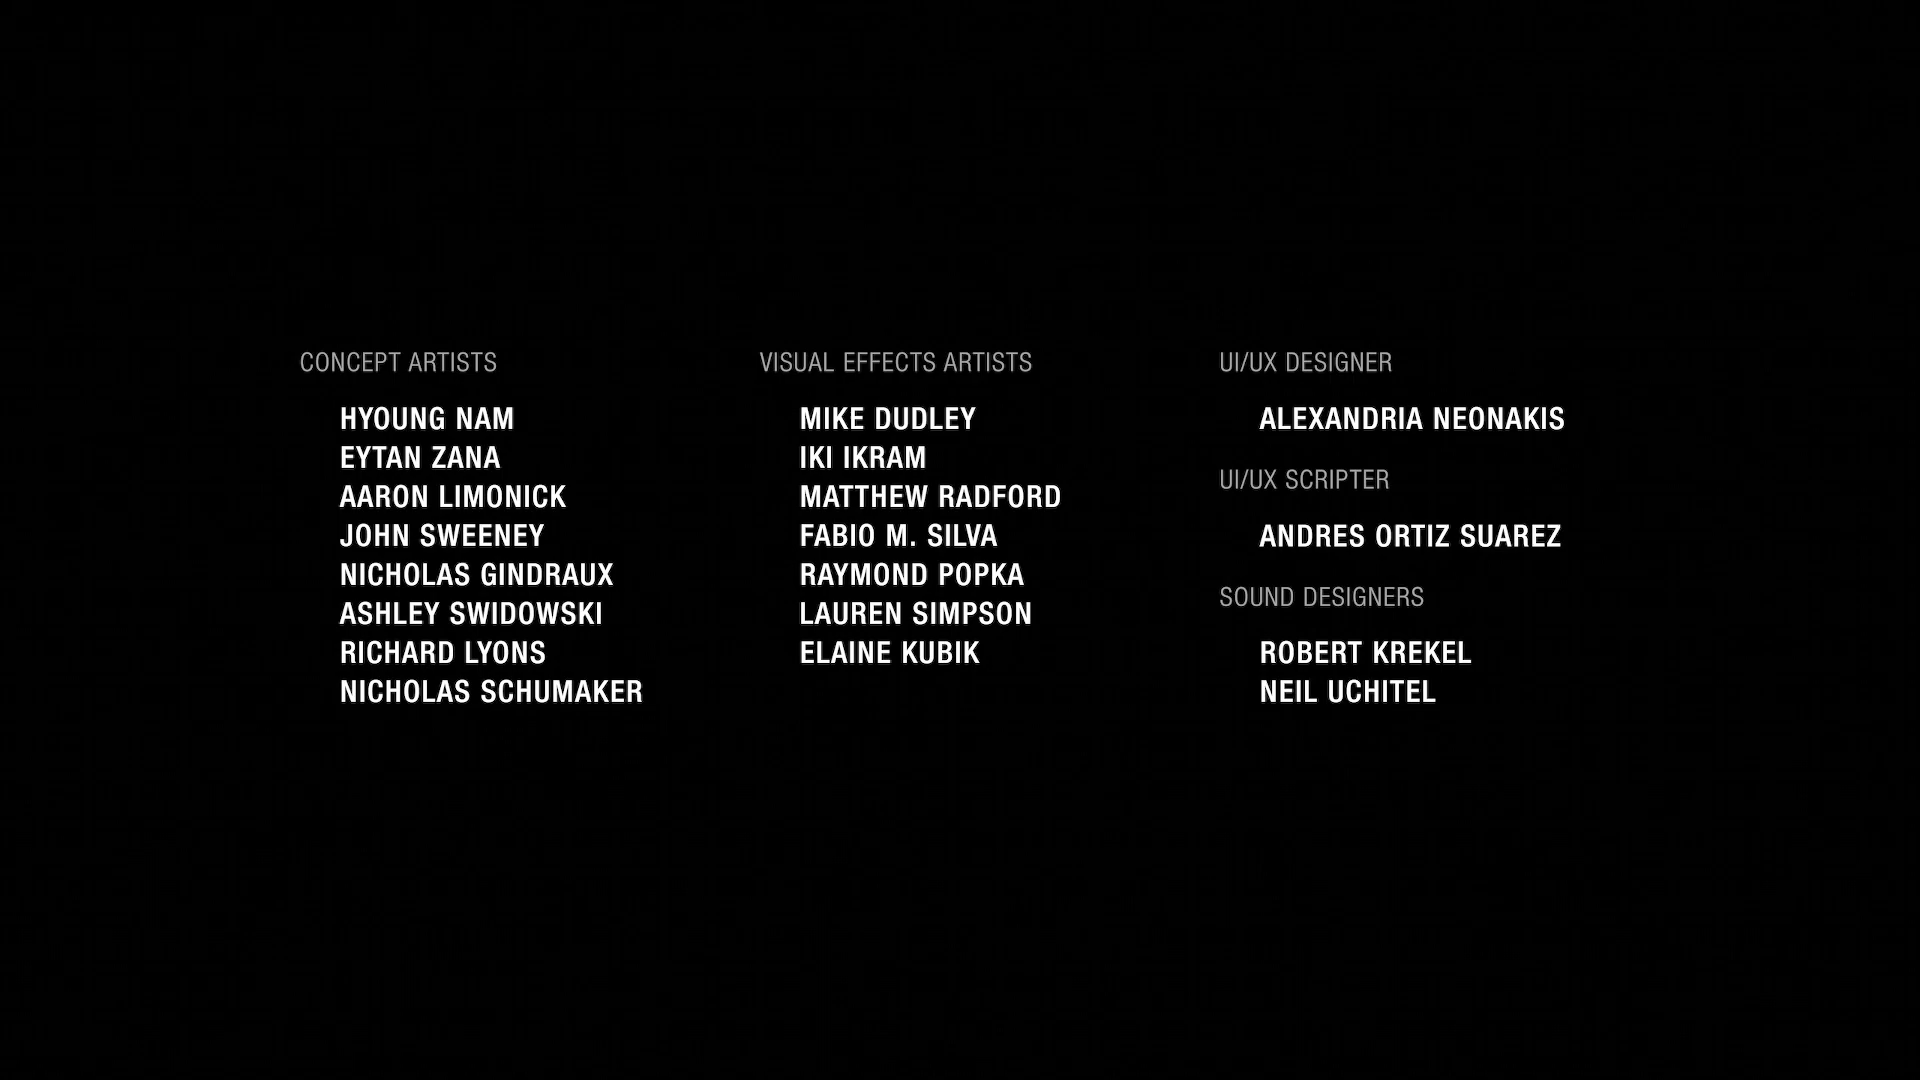 CONCEPT ARTISTS
HYOUNG NAM
EYTAN ZANA
AARON LIMONICK
JOHN SWEENEY
NICHOLAS GINDRAUX
ASHLEY SWIDOWSKI
RICHARD LYONS
NICHOLAS SCHUMAKER
VISUAL EFFECTS ARTISTS
MIKE DUDLEY
IKI IKRAM
MATTHEW RADFORD
FABIO M. SILVA
RAYMOND POPKA
LAUREN SIMPSON
ELAINE KUBIK
UI/UX DESIGNER
ALEXANDRIA NEONAKIS
UI/UX SCRIPTER
ANDRES ORTIZ SUAREZ
SOUND DESIGNERS
ROBERT KREKEL
NEIL UCHITEL